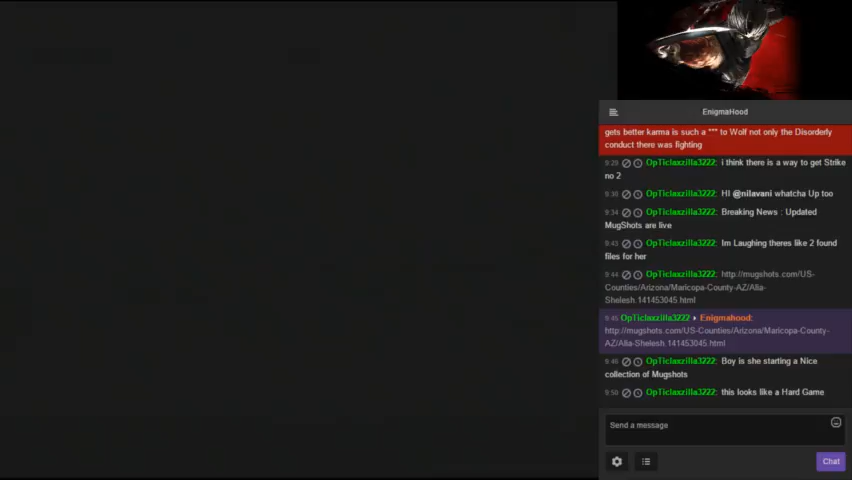 EnigmaHood
gets better karma is such a *** to Wolf not only the Disorderly
conduct there was fighting
9:29 OpTiclaxzilla3222: i think there is a way to get Strike
no 2
9:30 OpTiclaxzilla3222: HI @nilavani whatcha Up too
9:34 OpTiclaxzilla3222: Breaking News : Updated
MugShots are live
9:43 OpTiclaxzilla3222: Im Laughing theres like 2 found
files for her
9:44 OpTiclaxzilla3222: http://mugshots.com/US-
Counties/Arizona/Maricopa-County-AZ/Alia-
Shelesh.141453045.html
9:45 OpTiclaxzilla3222 Enigmahood:
http://mugshots.com/US-Counties/Arizona/Maricopa-County-
AZ/Alia-Shelesh.141453045.html
9:46 OpTiclaxzilla3222: Boy is she starting a Nice
collection of Mugshots
9:50 OpTiclaxzilla3222: this looks like a Hard Game
Send a message
Chat